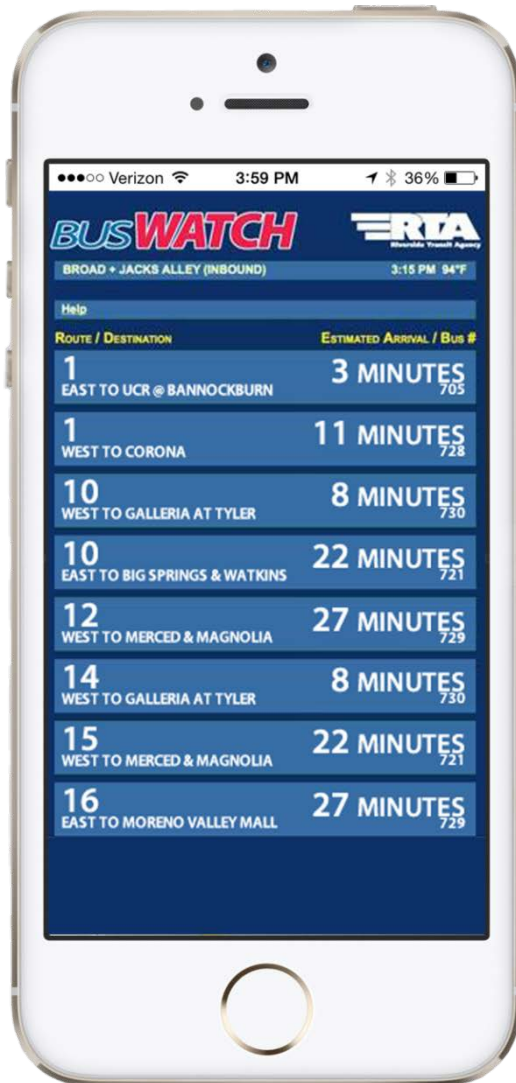 Verizon 3:59 PM 36%
BUSWATCH RTA
Riverside Transit Agency
BROAD + JACKS ALLEY (INBOUND) 3:15 PM 94°F
Help
ROUTE / DESTINATION ESTIMATED ARRIVAL / BUS #
1 3 MINUTES
EAST TO UCR @ BANNOCKBURN 705
1 11 MINUTES
WEST TO CORONA 728
10 8 MINUTES
WEST TO GALLERIA AT TYLER 730
10 22 MINUTES
EAST TO BIG SPRINGS & WATKINS 721
12 27 MINUTES
WEST TO MERCED & MAGNOLIA 729
14 8 MINUTES
WEST TO GALLERIA AT TYLER 730
15 22 MINUTES
WEST TO MERCED & MAGNOLIA 721
16 27 MINUTES
EAST TO MORENO VALLEY MALL 729